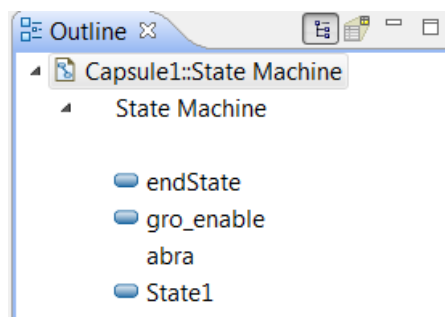 Outline
Capsule1::State Machine
State Machine
endState
gro_enable
abra
State1